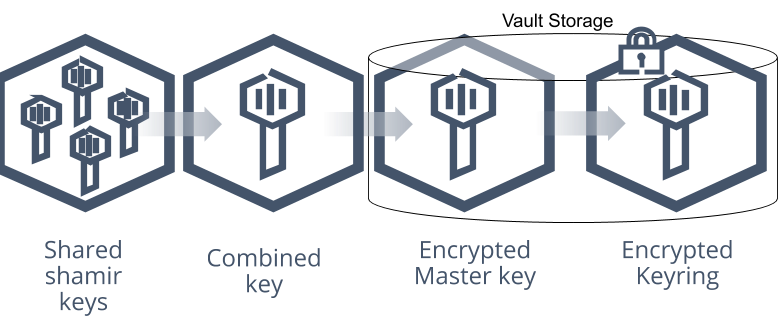 Vault Storage
Shared
shamir
keys
Combined
key
Encrypted
Master key
Encrypted
Keyring